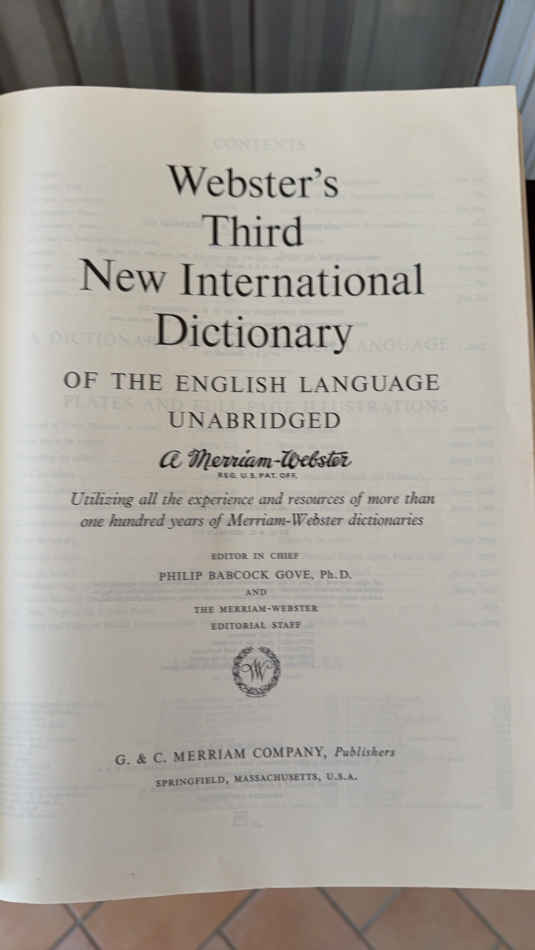 Webster's
Third
New International
Dictionary
OF THE ENGLISH LANGUAGE
UNABRIDGED
A Merriam-Webster
REG. U.S. PAT. OFF.
Utilizing all the experience and resources of more than
one hundred years of Merriam-Webster dictionaries
EDITOR IN CHIEF
PHILIP BABCOCK GOVE, Ph.D.
AND
THE MERRIAM-WEBSTER
EDITORIAL STAFF
W
G. & C. MERRIAM COMPANY, Publishers
SPRINGFIELD, MASSACHUSETTS, U.S.A.